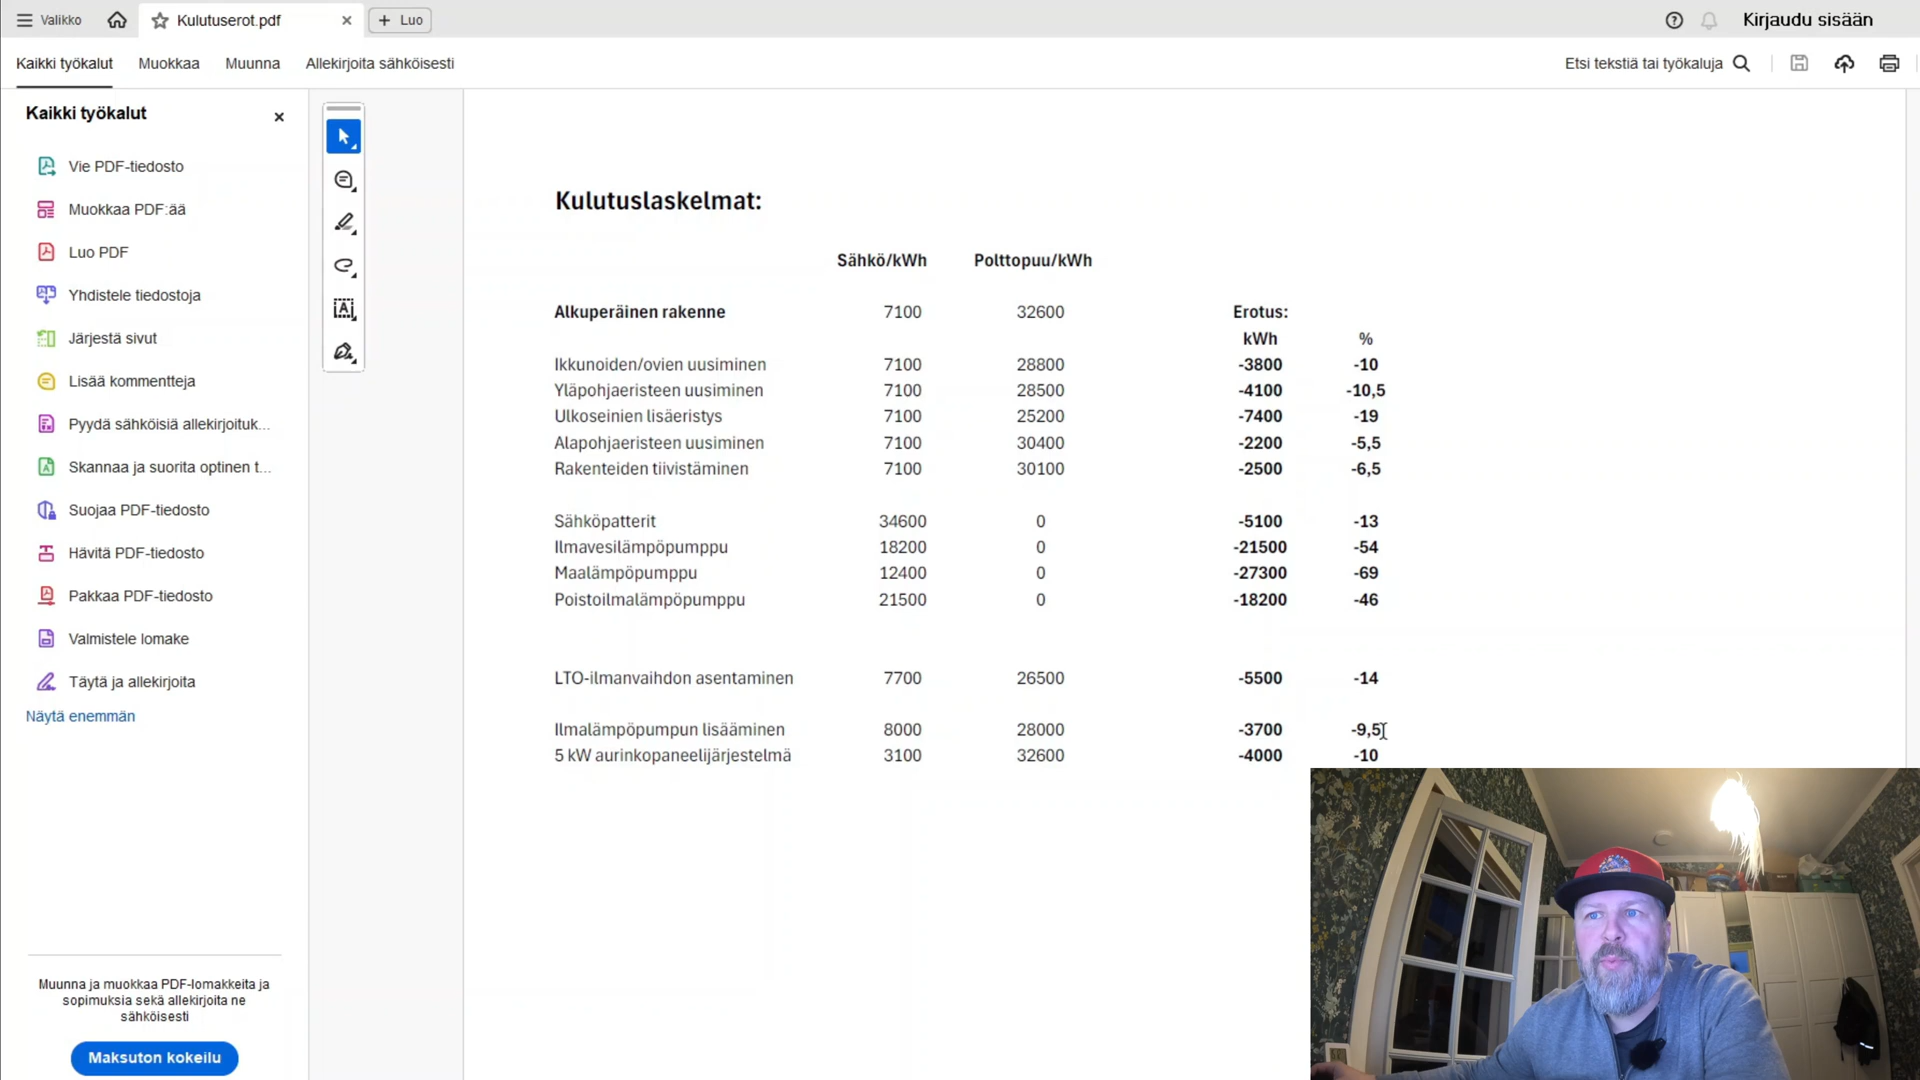 Valikko
Kulutuserot.pdf
Luo
Kirjaudu sisään
Kaikki työkalut
Muokkaa
Muunna
Allekirjoita sähköisesti
Etsi tekstiä tai työkaluja
Kaikki työkalut
Vie PDF-tiedosto
Muokkaa PDF:ää
Luo PDF
Yhdistele tiedostoja
Järjestä sivut
Lisää kommentteja
Pyydä sähköisiä allekirjoituk...
Skannaa ja suorita optinen t...
Suojaa PDF-tiedosto
Hävitä PDF-tiedosto
Pakkaa PDF-tiedosto
Valmistele lomake
Täytä ja allekirjoita
Näytä enemmän
Muunna ja muokkaa PDF-lomakkeita ja
sopimuksia sekä allekirjoita ne
sähköisesti
Maksuton kokeilu
Kulutuslaskelmat:
Sähkö/kWh Polttopuu/kWh
Alkuperäinen rakenne 7100 32600 Erotus:
kWh %
Ikkunoiden/ovien uusiminen 7100 28800 -3800 -10
Yläpohjaeristeen uusiminen 7100 28500 -4100 -10,5
Ulkoseinien lisäeristys 7100 25200 -7400 -19
Alapohjaeristeen uusiminen 7100 30400 -2200 -5,5
Rakenteiden tiivistäminen 7100 30100 -2500 -6,5
Sähköpatterit 34600 0 -5100 -13
Ilmavesilämpöpumppu 18200 0 -21500 -54
Maalämpöpumppu 12400 0 -27300 -69
Poistoilmalämpöpumppu 21500 0 -18200 -46
LTO-ilmanvaihdon asentaminen 7700 26500 -5500 -14
Ilmalämpöpumpun lisääminen 8000 28000 -3700 -9,5
5 kW aurinkopaneelijärjestelmä 3100 32600 -4000 -10